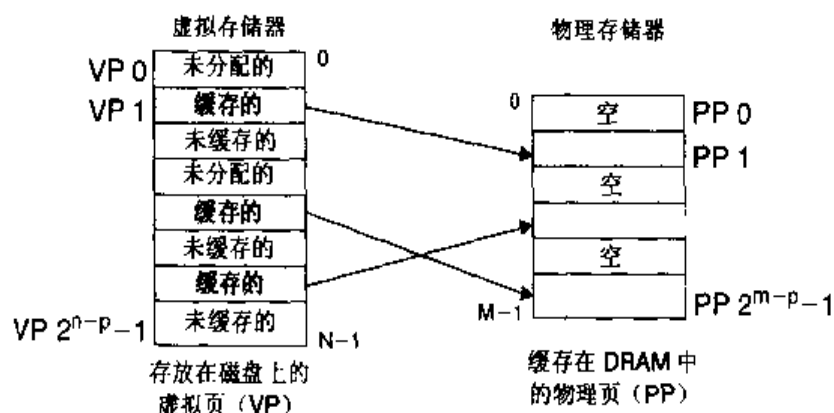 虚拟存储器
VP 0
未分配的
0
VP 1
缓存的
未缓存的
未分配的
缓存的
未缓存的
缓存的
VP 2ⁿ⁻ᵖ−1
未缓存的
N−1
存放在磁盘上的
虚拟页（VP）
物理存储器
0
空
PP 0
PP 1
空
空
M−1
PP 2ᵐ⁻ᵖ−1
缓存在 DRAM 中
的物理页（PP）